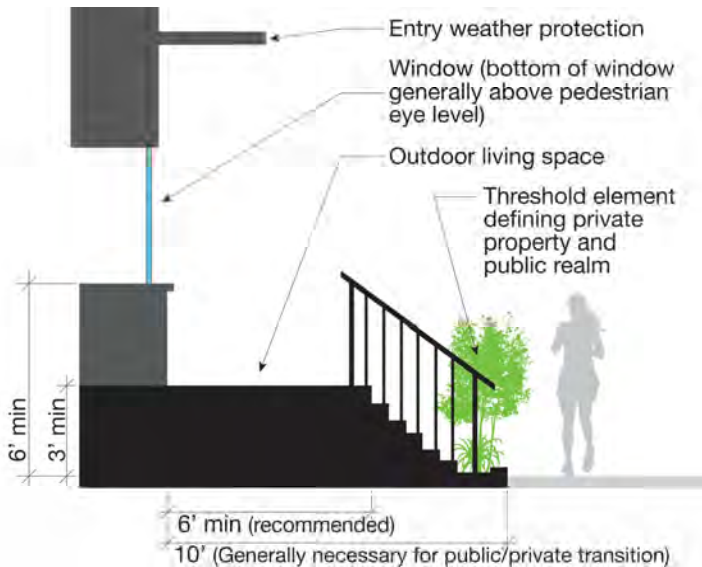 Entry weather protection
Window (bottom of window
generally above pedestrian
eye level)
Outdoor living space
Threshold element
defining private
property and
public realm
6’ min
3’ min
6’ min (recommended)
10’ (Generally necessary for public/private transition)